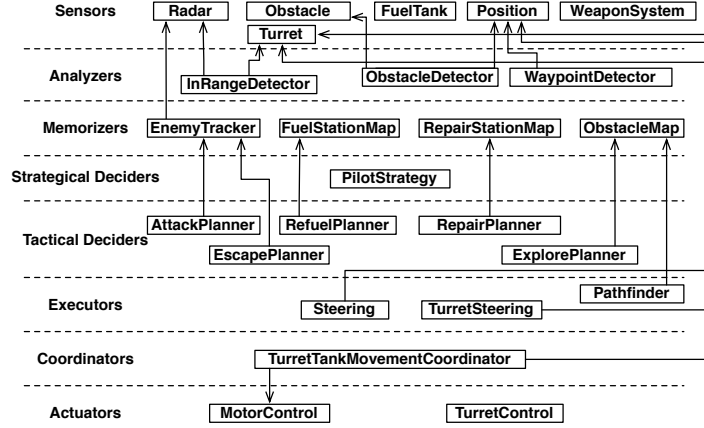 Sensors Radar Obstacle FuelTank Position WeaponSystem
Turret
Analyzers InRangeDetector ObstacleDetector WaypointDetector
Memorizers EnemyTracker FuelStationMap RepairStationMap ObstacleMap
Strategical Deciders PilotStrategy
AttackPlanner RefuelPlanner RepairPlanner
Tactical Deciders
EscapePlanner ExplorePlanner
Pathfinder
Executors Steering TurretSteering
Coordinators TurretTankMovementCoordinator
Actuators MotorControl TurretControl